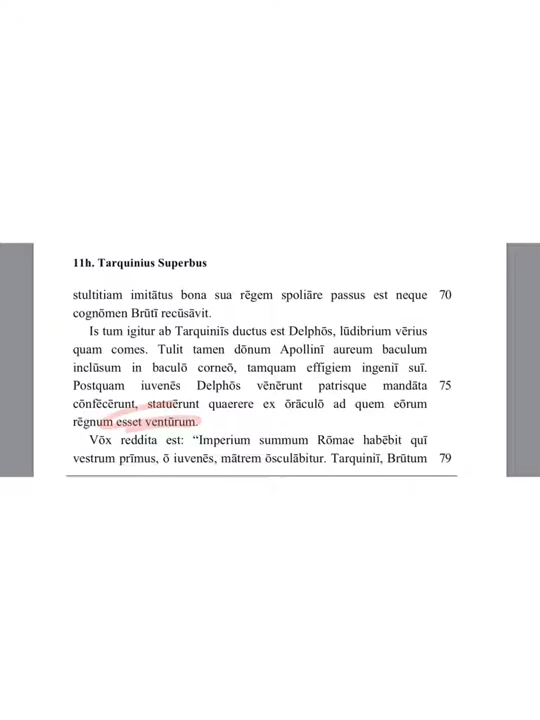 11h. Tarquinius Superbus
stultitiam imitātus bona sua rēgem spoliāre passus est neque 70
cognōmen Brūtī recūsāvit.
Is tum igitur ab Tarquiniīs ductus est Delphōs, lūdibrium vērius
quam comes. Tulit tamen dōnum Apollinī aureum baculum
inclūsum in baculō corneō, tamquam effīgiem ingeniī suī.
Postquam iuvenēs Delphōs vēnērunt patrisque mandāta 75
cōnfēcērunt, statuērunt quaerere ex ōrāculō ad quem eōrum
rēgnum esset ventūrum.
Vōx reddita est: “Imperium summum Rōmae habēbit quī
vestrum prīmus, ō iuvenēs, mātrem ōsculābitur. Tarquiniī, Brūtum 79